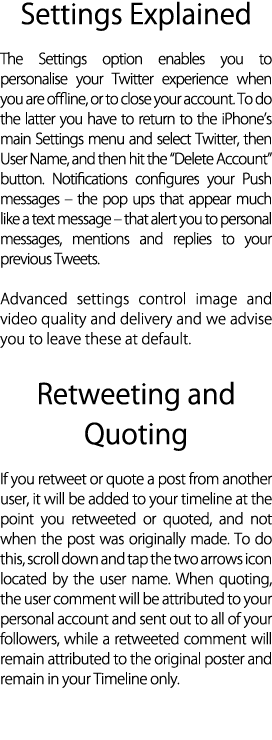 Settings Explained
The Settings option enables you to
personalise your Twitter experience when
you are offline, or to close your account. To do
the latter you have to return to the iPhone's
main Settings menu and select Twitter, then
User Name, and then hit the “Delete Account”
button. Notifications configures your Push
messages – the pop ups that appear much
like a text message – that alert you to personal
messages, mentions and replies to your
previous Tweets.
Advanced settings control image and
video quality and delivery and we advise
you to leave these at default.
Retweeting and
Quoting
If you retweet or quote a post from another
user, it will be added to your timeline at the
point you retweeted or quoted, and not
when the post was originally made. To do
this, scroll down and tap the two arrows icon
located by the user name. When quoting,
the user comment will be attributed to your
personal account and sent out to all of your
followers, while a retweeted comment will
remain attributed to the original poster and
remain in your Timeline only.